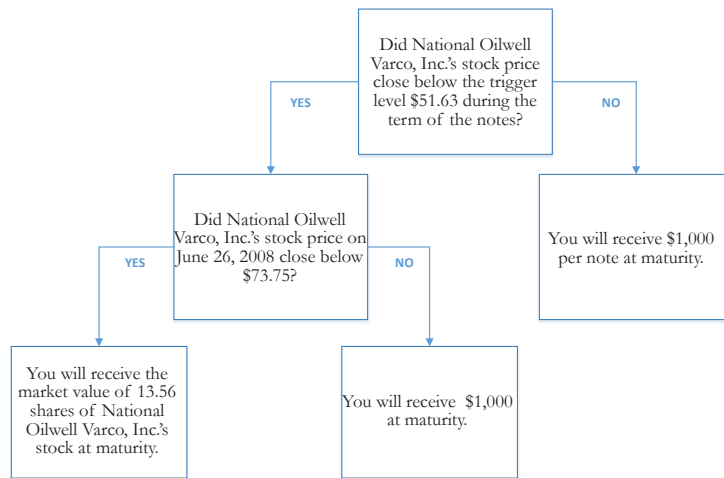 Did National Oilwell
Varco, Inc.'s stock price
close below the trigger
level $51.63 during the
term of the notes?
YES
NO
Did National Oilwell
Varco, Inc.'s stock price on
June 26, 2008 close below
$73.75?
You will receive $1,000
per note at maturity.
YES
NO
You will receive the
market value of 13.56
shares of National
Oilwell Varco, Inc.'s
stock at maturity.
You will receive $1,000
at maturity.